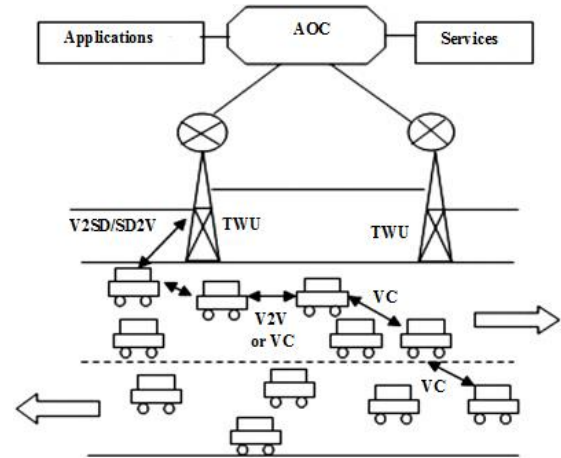 Applications
AOC
Services
V2SD/SD2V
TWU
TWU
VC
V2V
or VC
VC